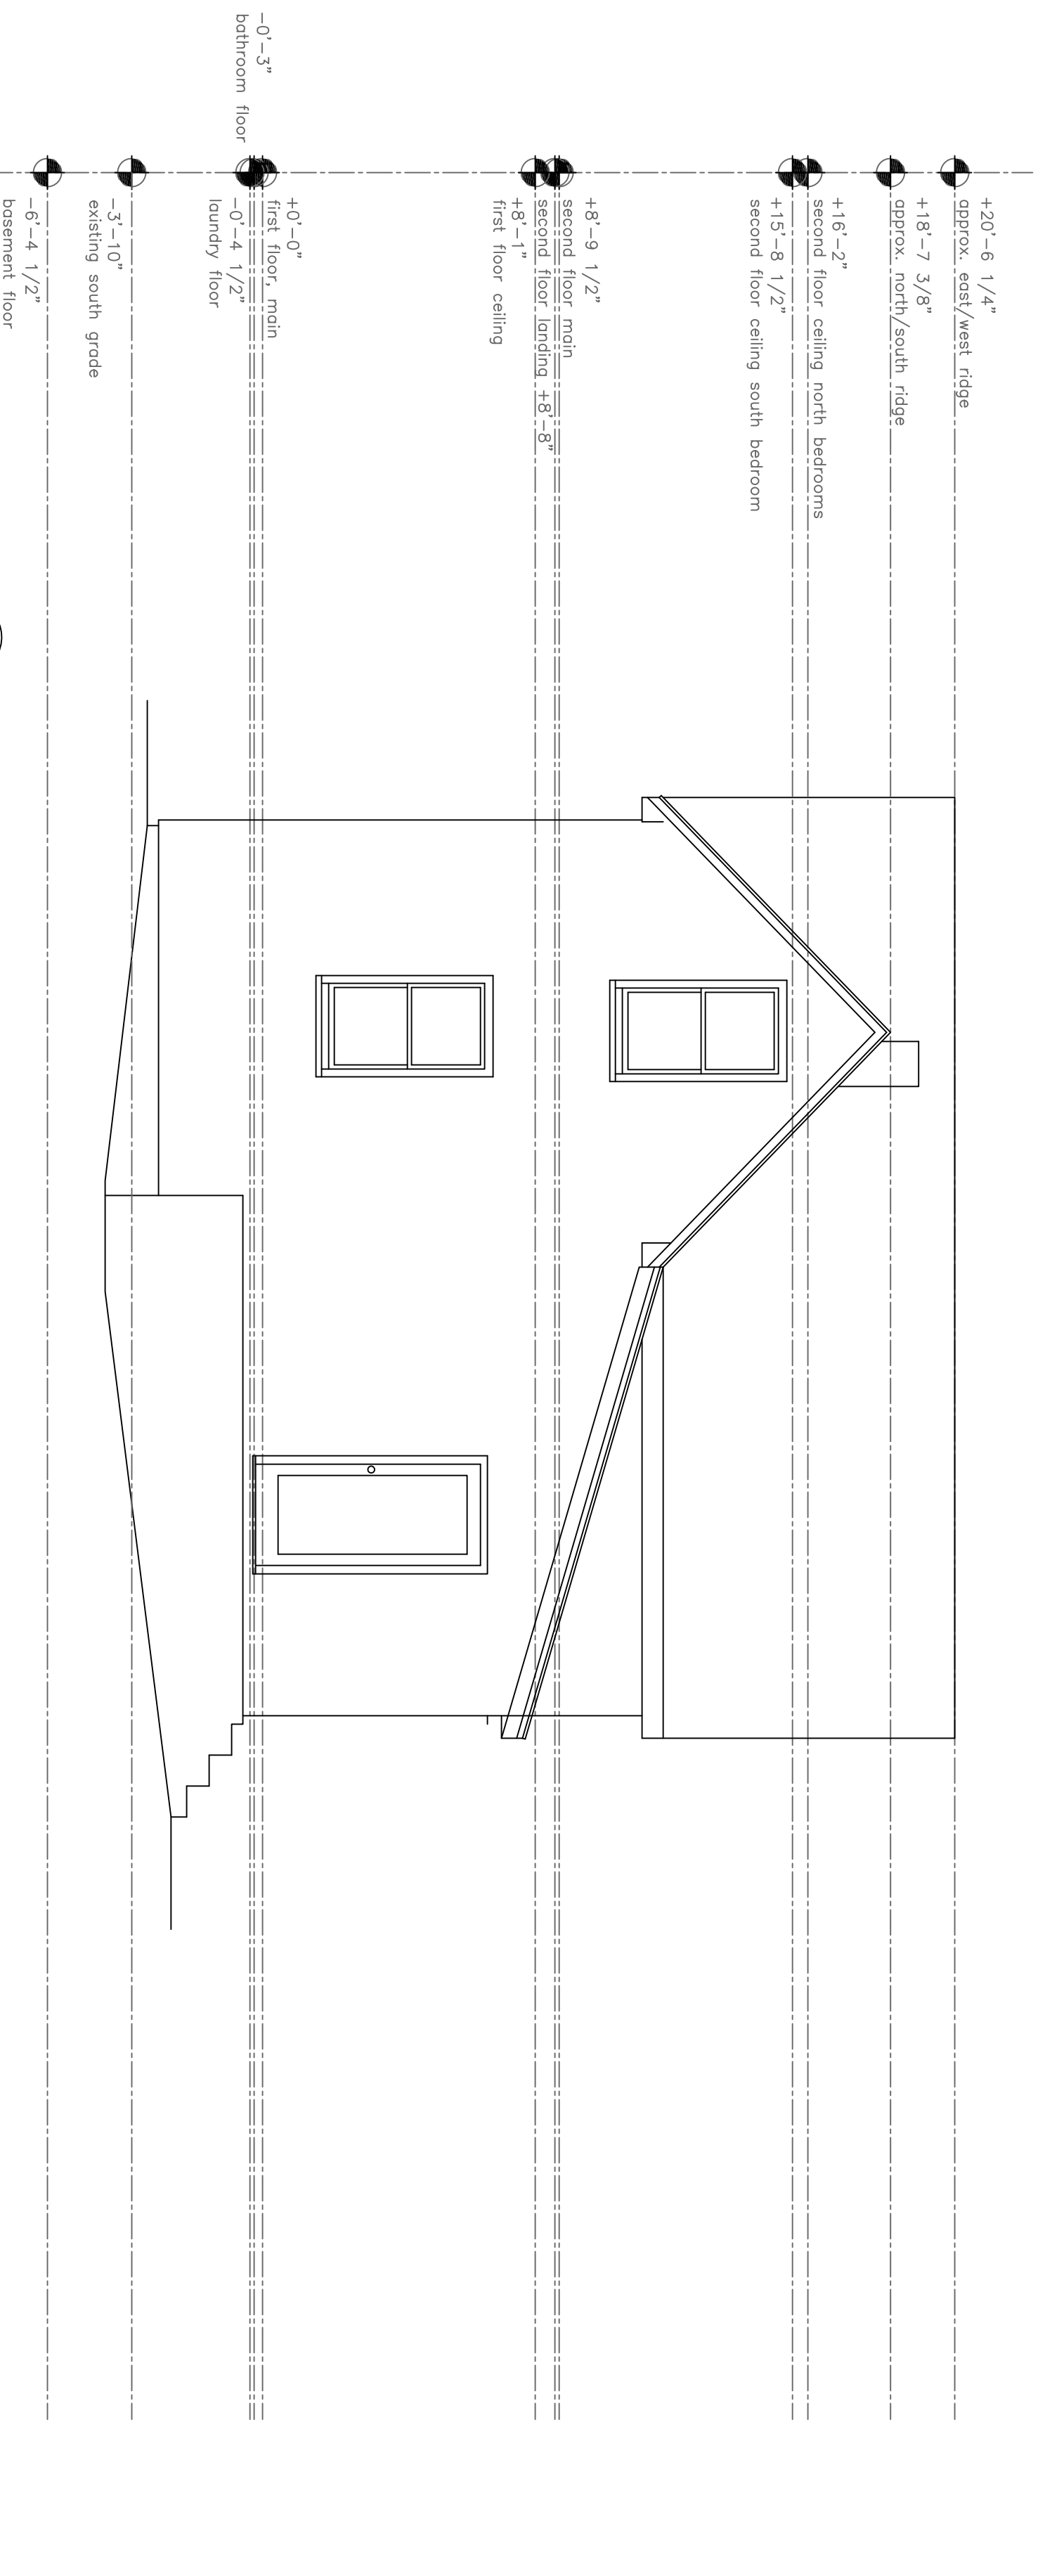 +20'-6 1/4"
approx. east/west ridge
+18'-7 3/8"
approx. north/south ridge
+16'-2"
second floor ceiling north bedrooms
+15'-8 1/2"
second floor ceiling south bedroom
+8'-9 1/2"
second floor main
second floor landing +8'-8"
+8'-1"
first floor ceiling
+0'-0"
first floor, main
-0'-3"
bathroom floor
-0'-4 1/2"
laundry floor
-3'-10"
existing south grade
-6'-4 1/2"
basement floor